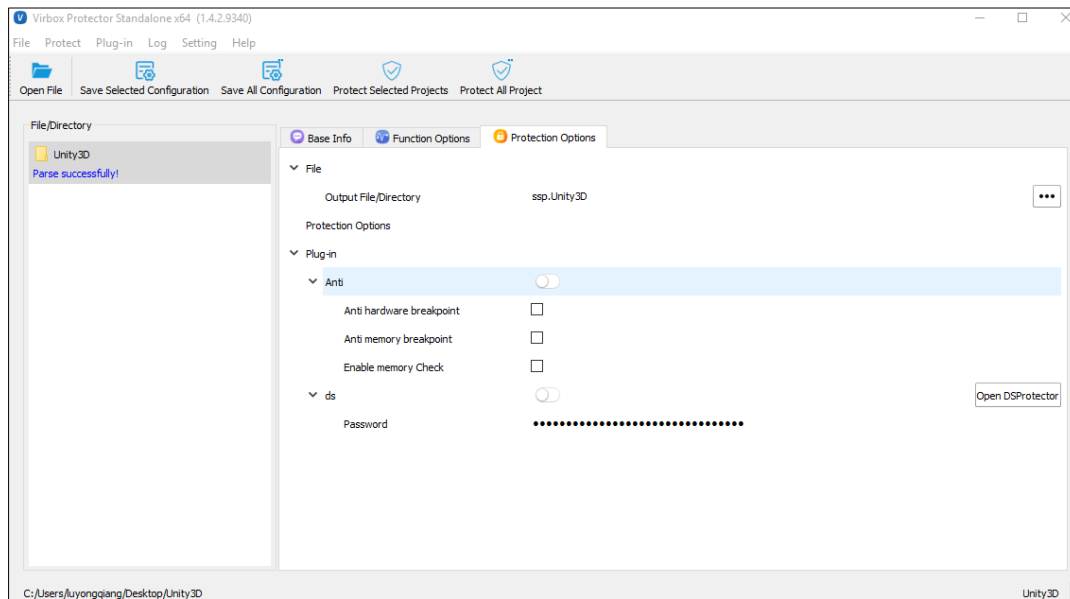 Virbox Protector Standalone x64 (1.4.2.9340)
File Protect Plug-in Log Setting Help
Open File Save Selected Configuration Save All Configuration Protect Selected Projects Protect All Project
File/Directory
Unity3D
Parse successfully!
Base Info Function Options Protection Options
File
Output File/Directory ssp.Unity3D •••
Protection Options
Plug-in
Anti
Anti hardware breakpoint
Anti memory breakpoint
Enable memory Check
ds Open DSProtector
Password ••••••••••••••••••••••••••••••••
C:/Users/luyongqiang/Desktop/Unity3D Unity3D